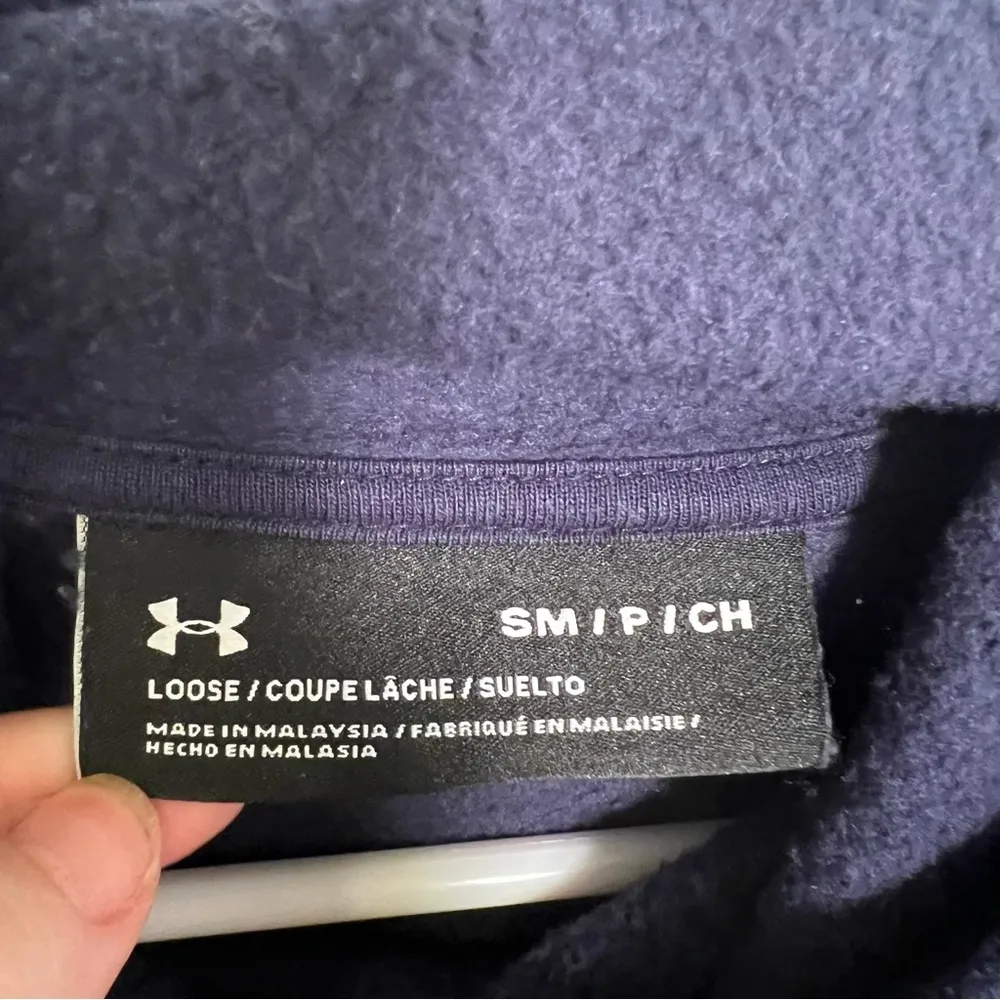 SM / P / CH
LOOSE / COUPE LÂCHE / SUELTO
MADE IN MALAYSIA / FABRIQUÉ EN MALAISIE /
HECHO EN MALASIA